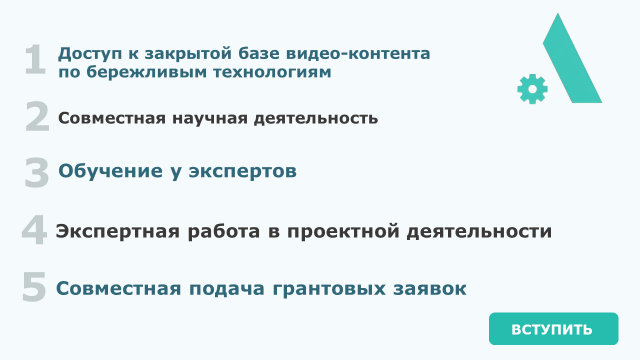 1 Доступ к закрытой базе видео-контента
по бережливым технологиям
2 Совместная научная деятельность
3 Обучение у экспертов
4 Экспертная работа в проектной деятельности
5 Совместная подача грантовых заявок
ВСТУПИТЬ